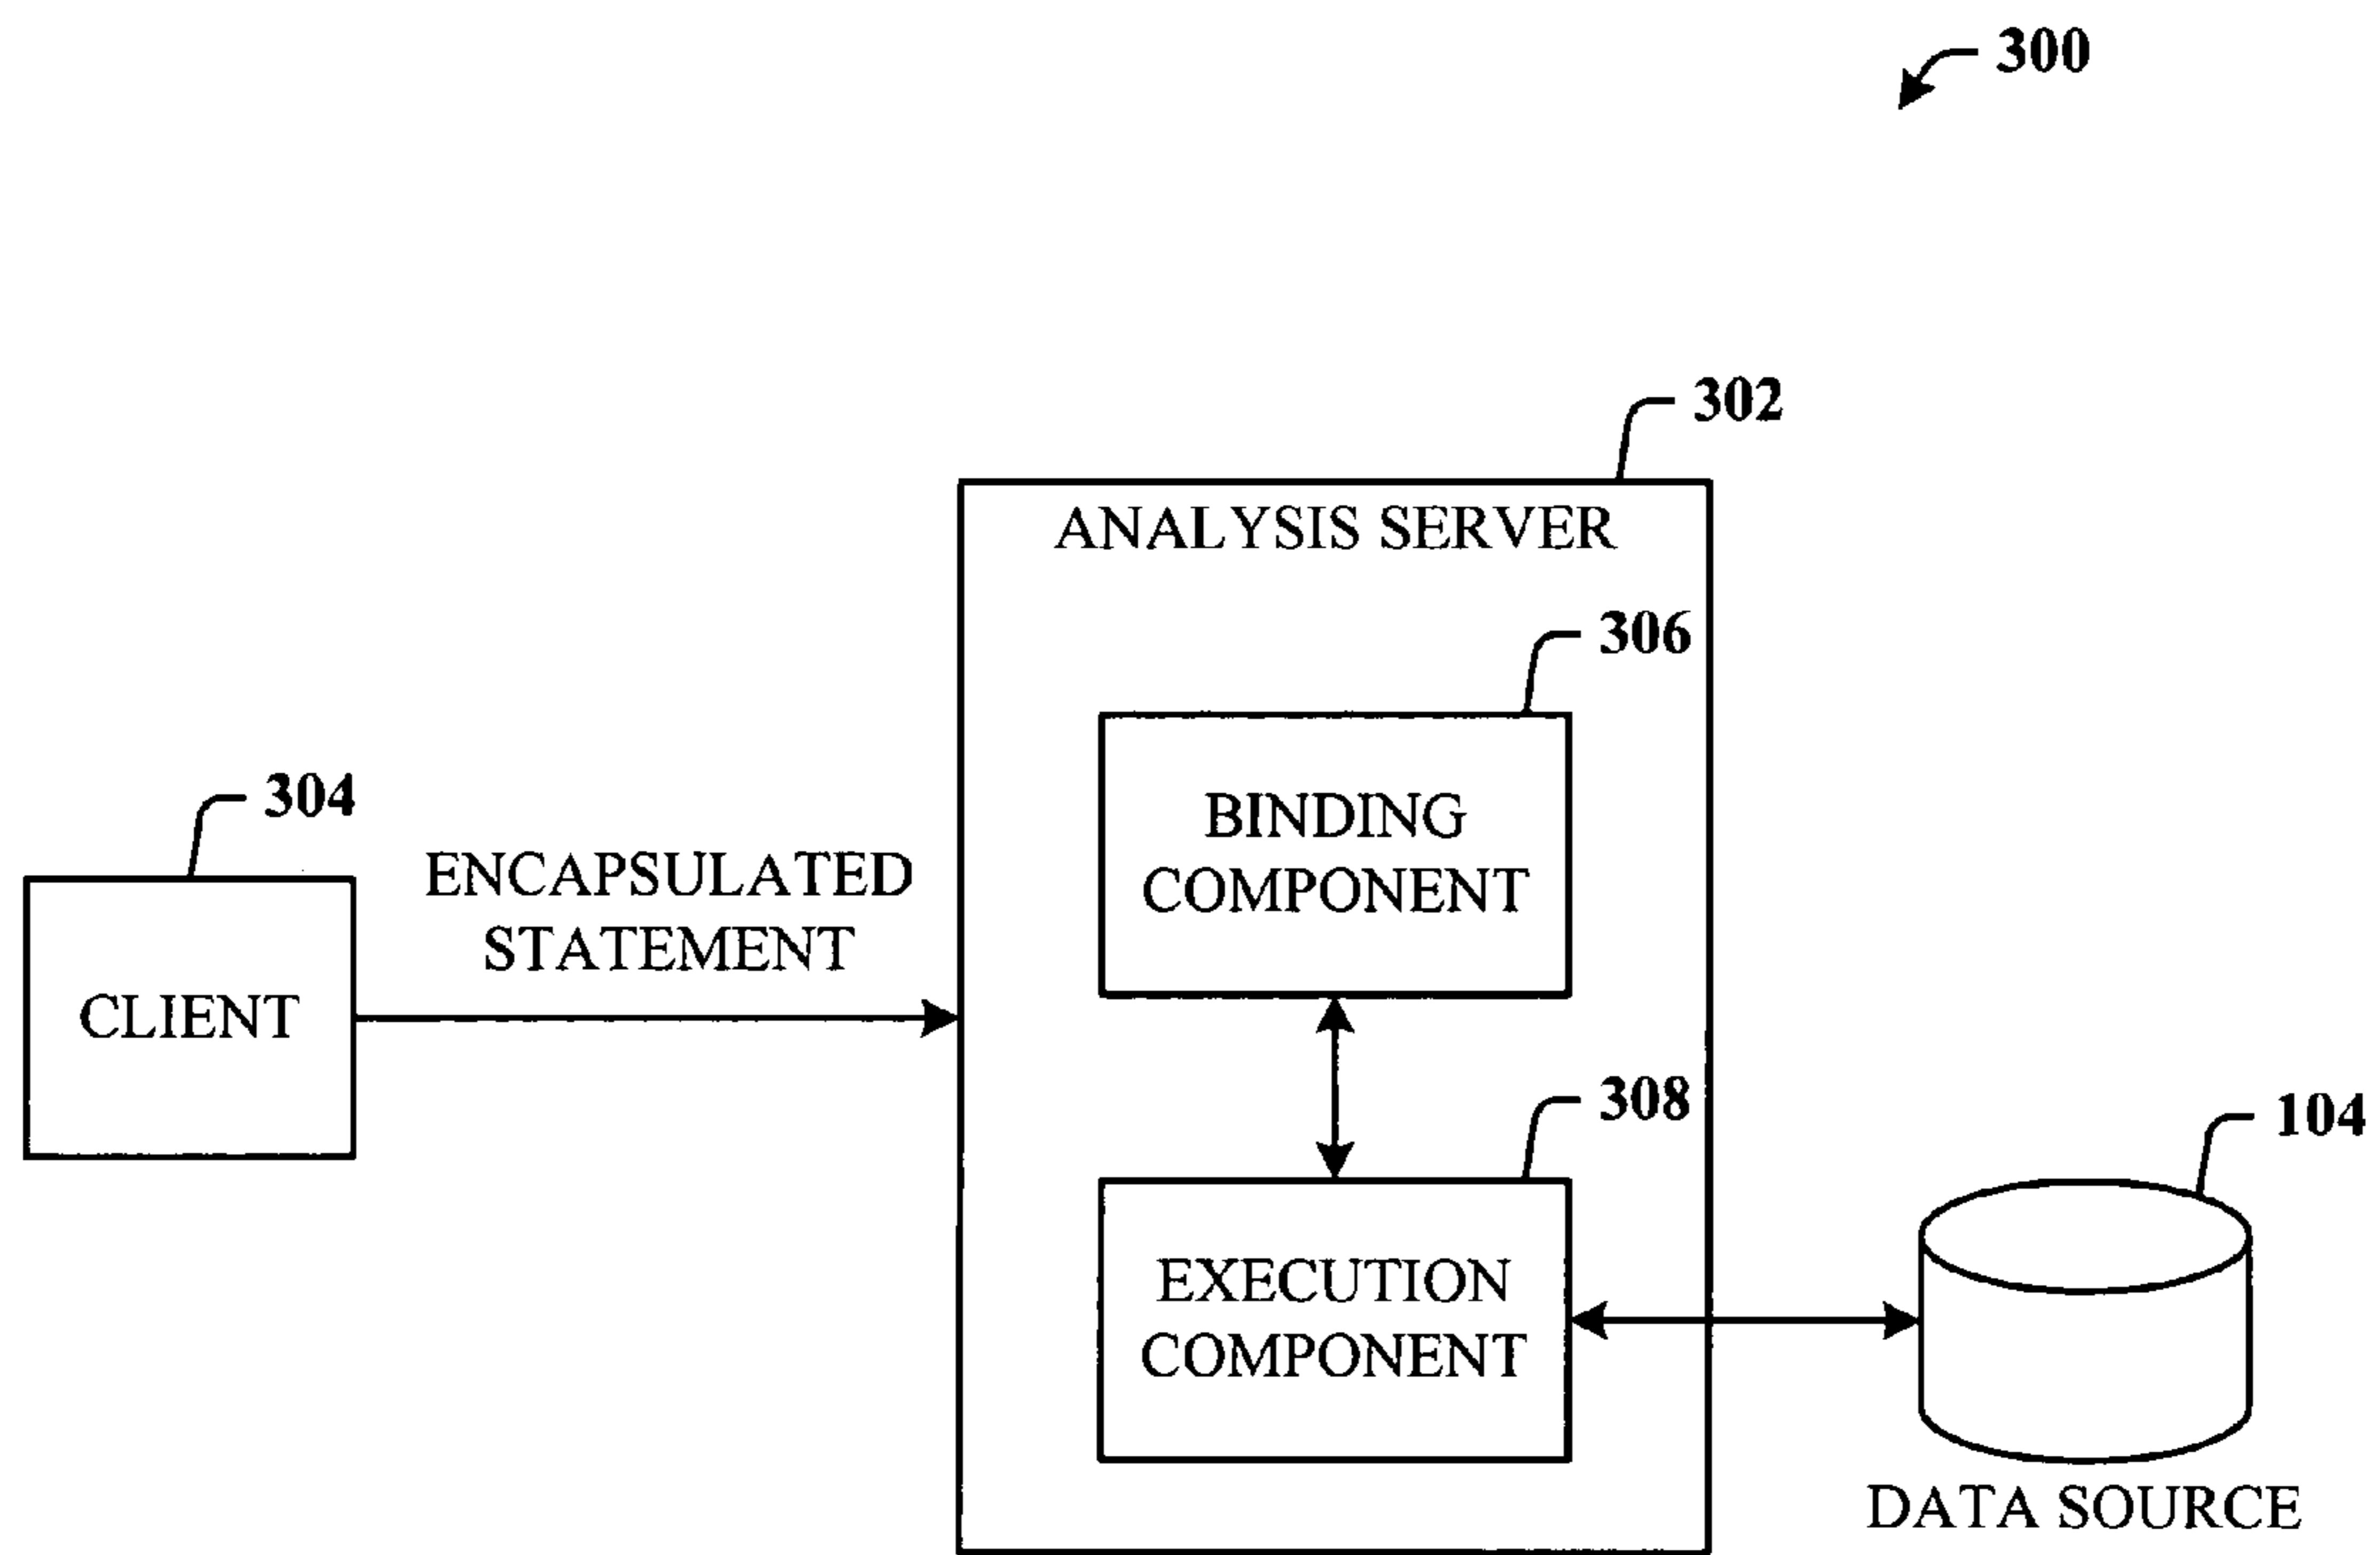 300
302
ANALYSIS SERVER
306
BINDING
COMPONENT
304
ENCAPSULATED
STATEMENT
CLIENT
308
EXECUTION
COMPONENT
104
DATA SOURCE